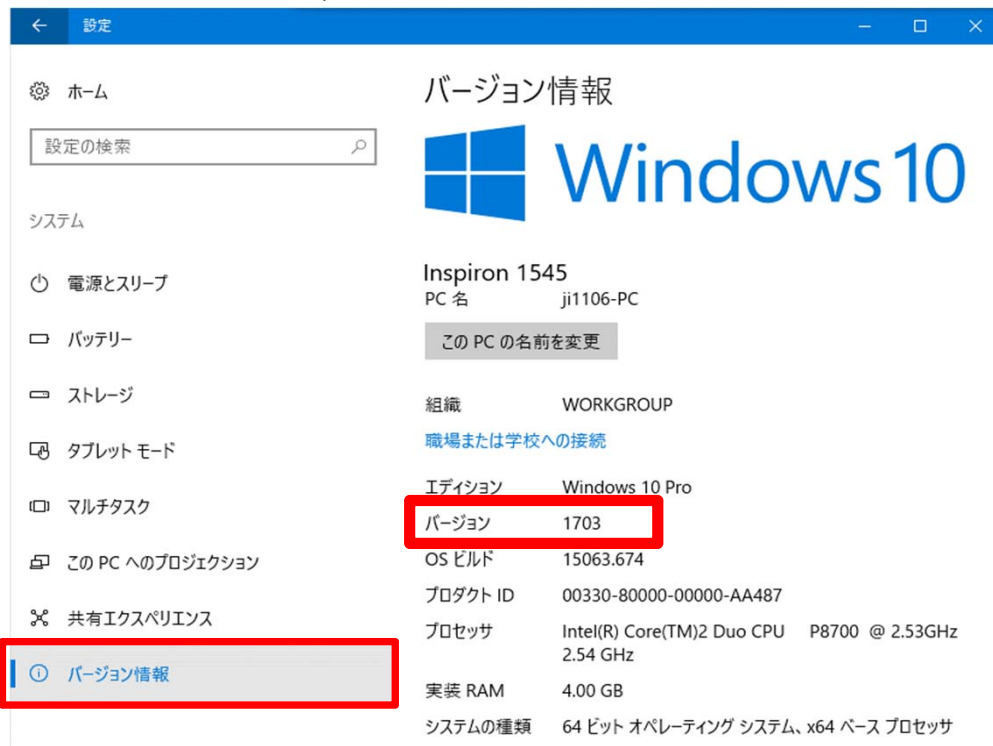 設定
ホーム
設定の検索
システム
電源とスリープ
バッテリー
ストレージ
タブレット モード
マルチタスク
この PC へのプロジェクション
共有エクスペリエンス
バージョン情報
バージョン情報
Windows 10
Inspiron 1545
PC 名 ji1106-PC
この PC の名前を変更
組織 WORKGROUP
職場または学校への接続
エディション Windows 10 Pro
バージョン 1703
OS ビルド 15063.674
プロダクト ID 00330-80000-00000-AA487
プロセッサ Intel(R) Core(TM)2 Duo CPU P8700 @ 2.53GHz
2.54 GHz
実装 RAM 4.00 GB
システムの種類 64 ビット オペレーティング システム、x64 ベース プロセッサ